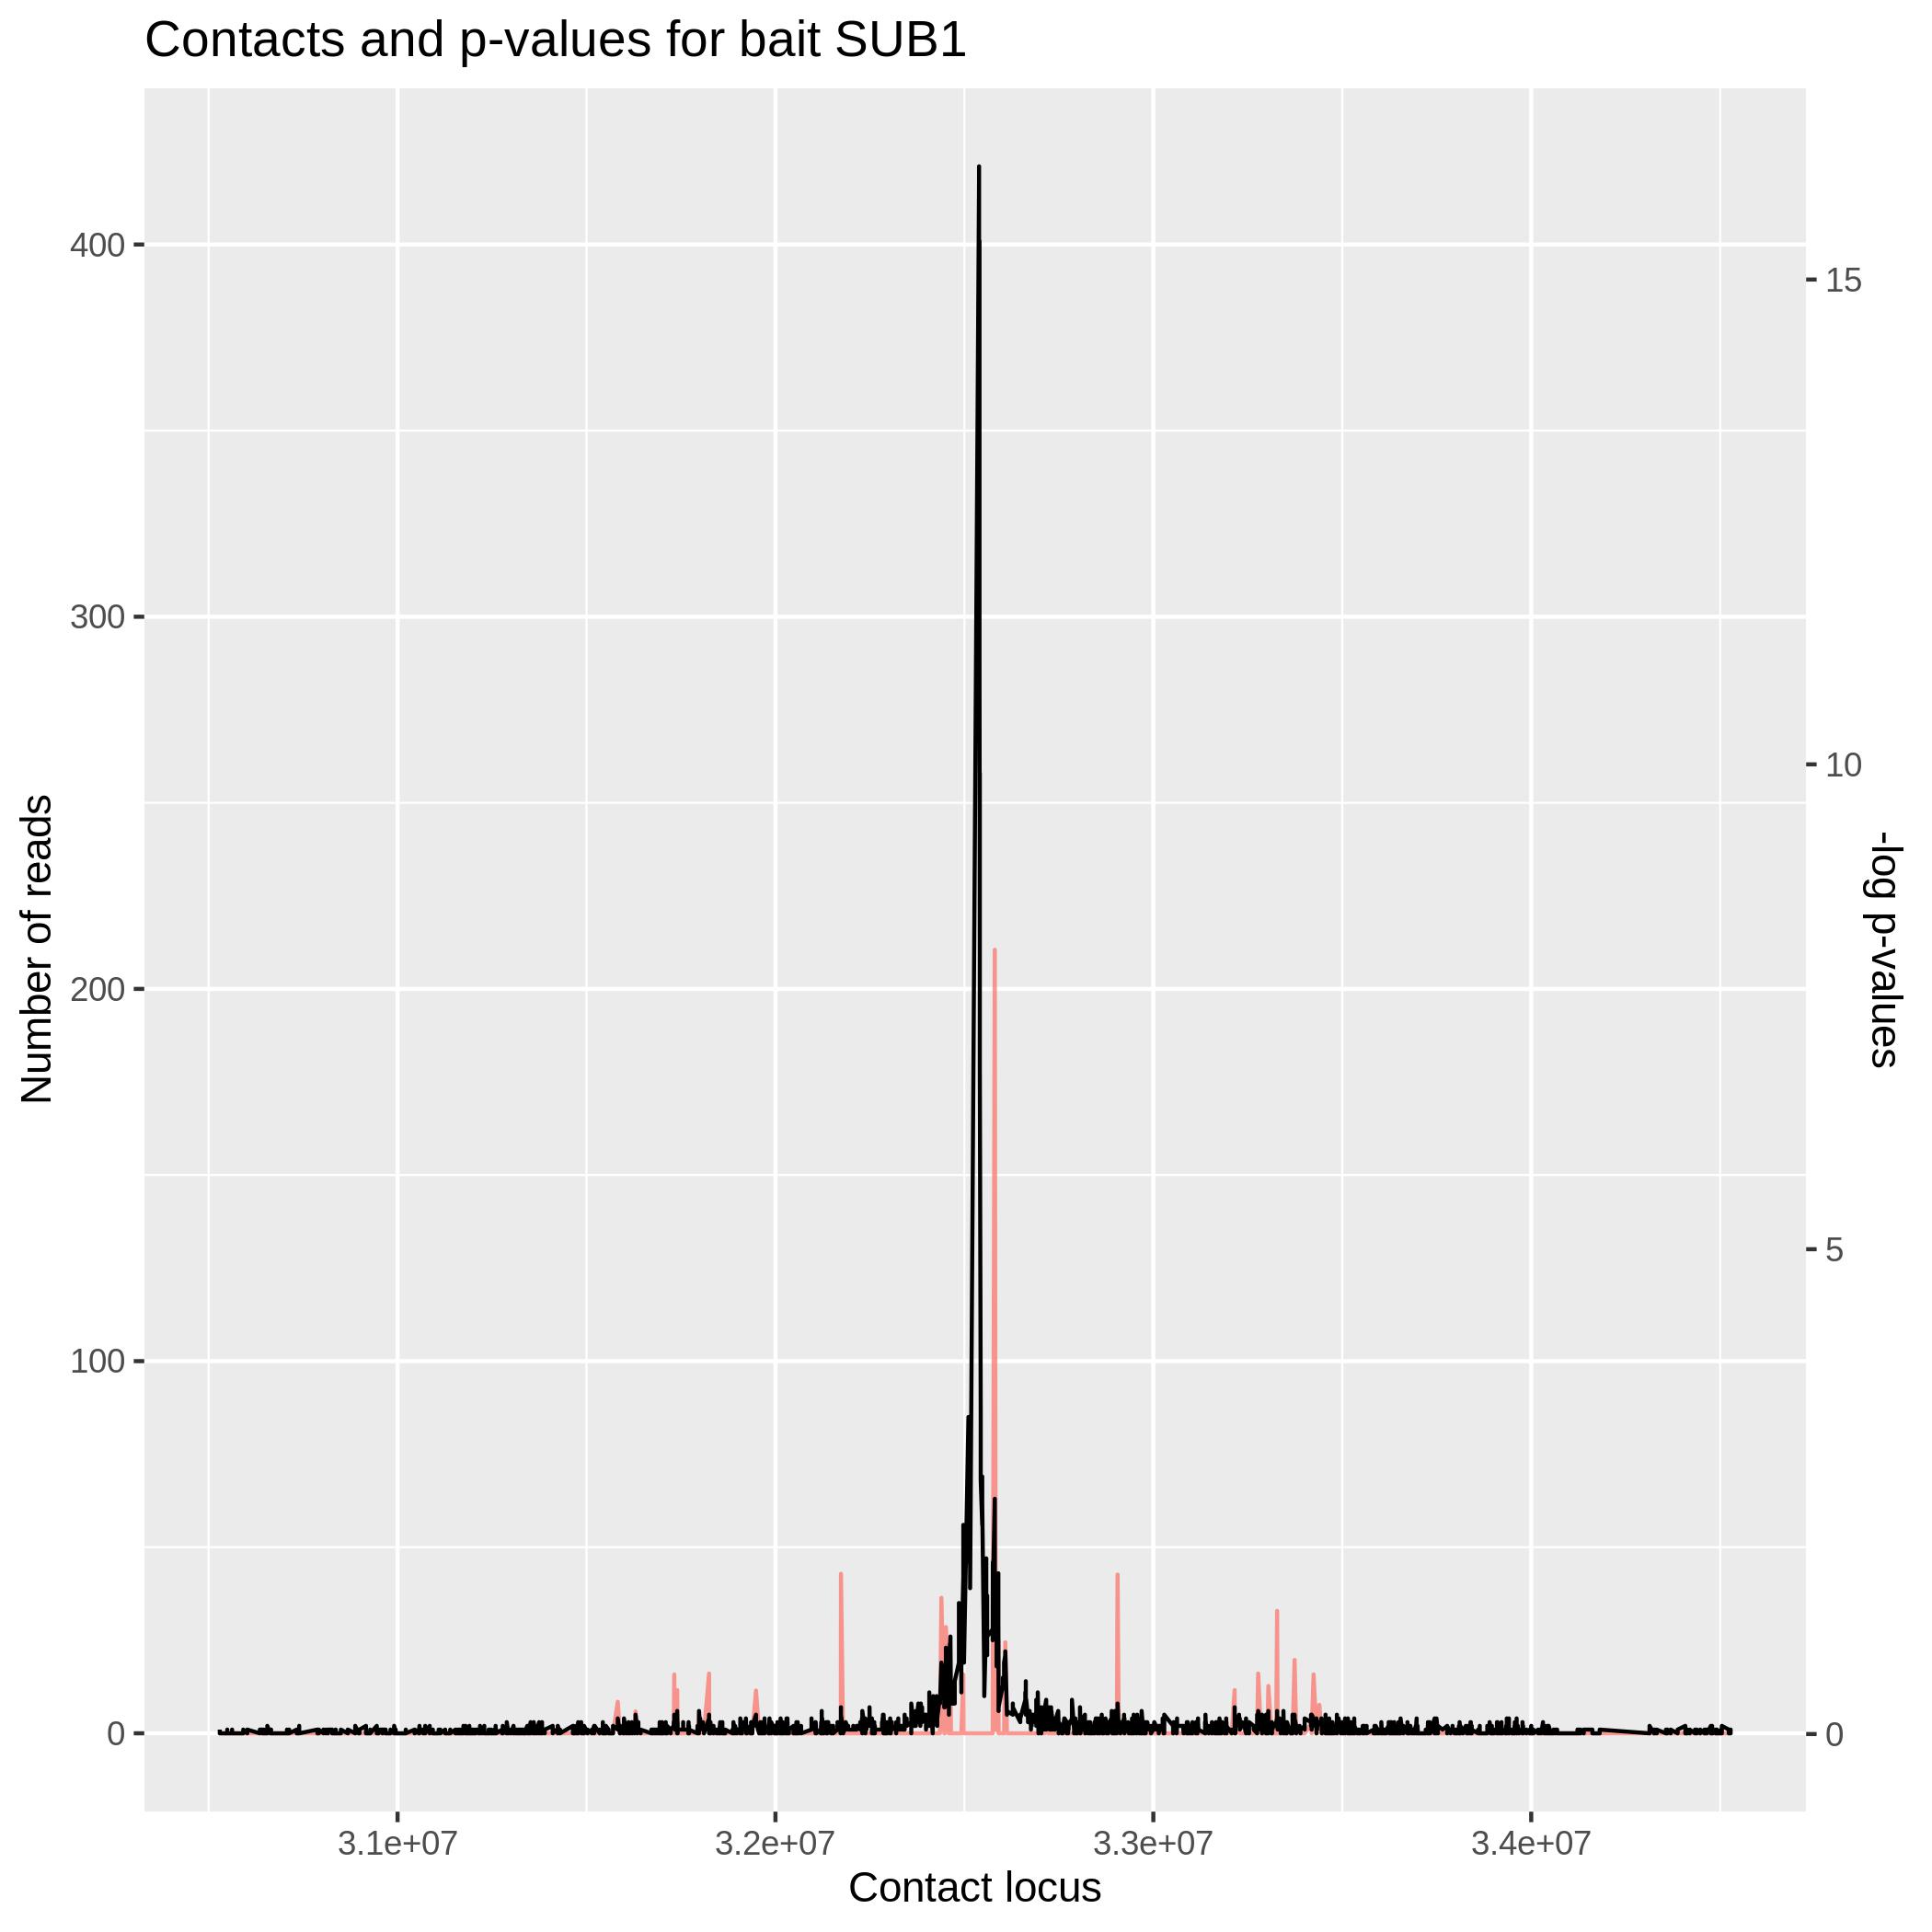 Contacts and p-values for bait SUB1
400
300
200
100
0
Number of reads
15
10
5
0
-log p-values
3.1e+07
3.2e+07
3.3e+07
3.4e+07
Contact locus